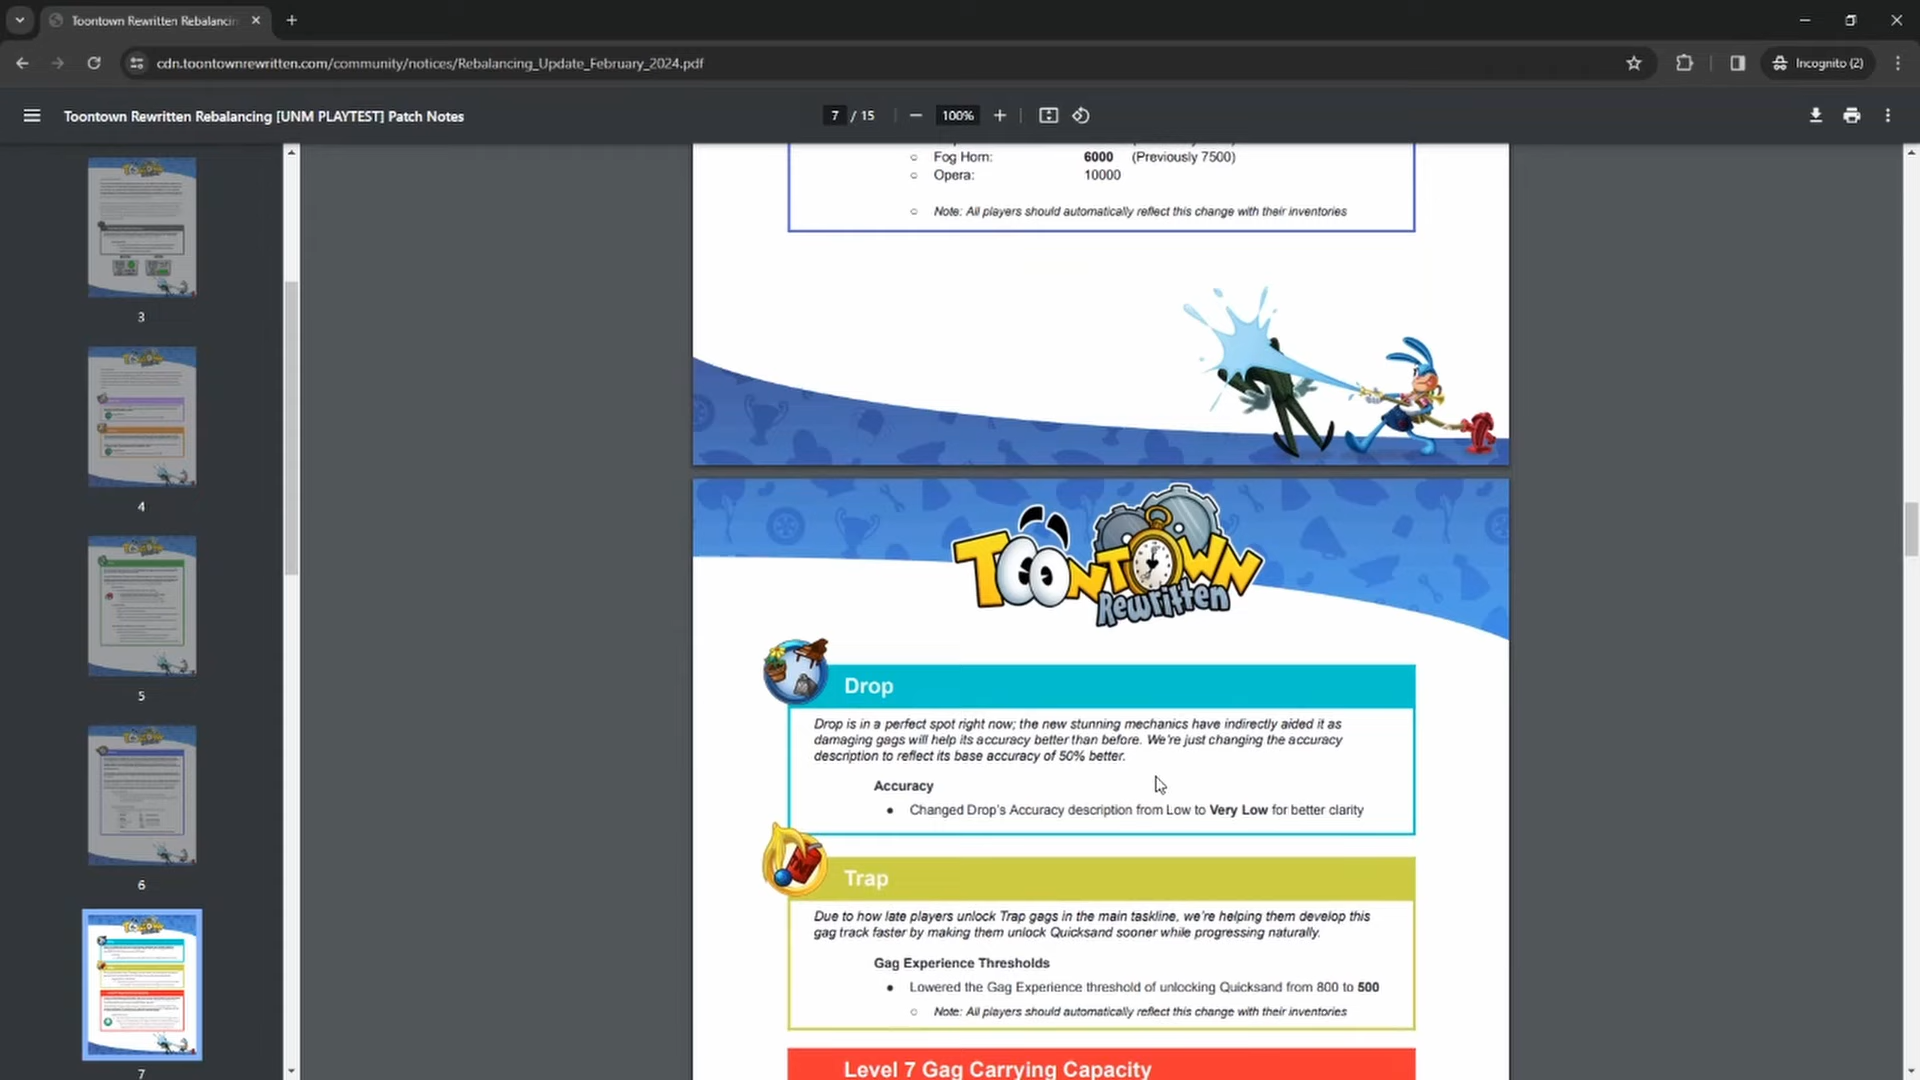 Toontown Rewritten Rebalancin
cdn.toontownrewritten.com/community/notices/Rebalancing_Update_February_2024.pdf
Incognito (2)
Toontown Rewritten Rebalancing [UNM PLAYTEST] Patch Notes
7 / 15
100%
3
4
5
6
7
Fog Horn: 6000 (Previously 7500)
Opera: 10000
Note: All players should automatically reflect this change with their inventories
TOONTOWN
Rewritten
Drop
Drop is in a perfect spot right now; the new stunning mechanics have indirectly aided it as
damaging gags will help its accuracy better than before. We're just changing the accuracy
description to reflect its base accuracy of 50% better.
Accuracy
Changed Drop's Accuracy description from Low to Very Low for better clarity
Trap
Due to how late players unlock Trap gags in the main taskline, we're helping them develop this
gag track faster by making them unlock Quicksand sooner while progressing naturally.
Gag Experience Thresholds
Lowered the Gag Experience threshold of unlocking Quicksand from 800 to 500
Note: All players should automatically reflect this change with their inventories
Level 7 Gag Carrying Capacity